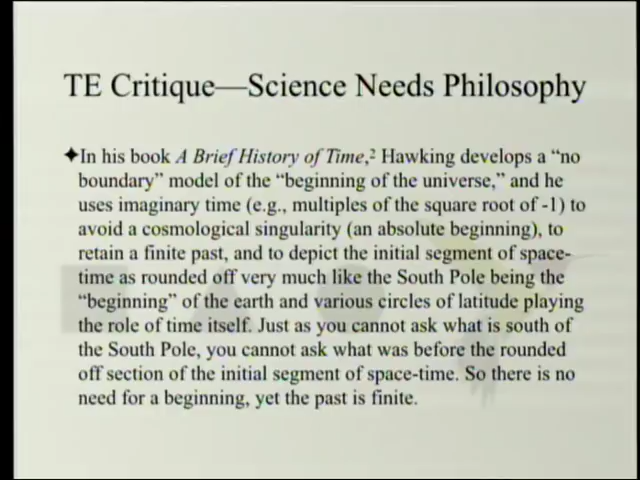 TE Critique—Science Needs Philosophy
✦In his book A Brief History of Time,² Hawking develops a “no
boundary” model of the “beginning of the universe,” and he
uses imaginary time (e.g., multiples of the square root of -1) to
avoid a cosmological singularity (an absolute beginning), to
retain a finite past, and to depict the initial segment of space-
time as rounded off very much like the South Pole being the
“beginning” of the earth and various circles of latitude playing
the role of time itself. Just as you cannot ask what is south of
the South Pole, you cannot ask what was before the rounded
off section of the initial segment of space-time. So there is no
need for a beginning, yet the past is finite.